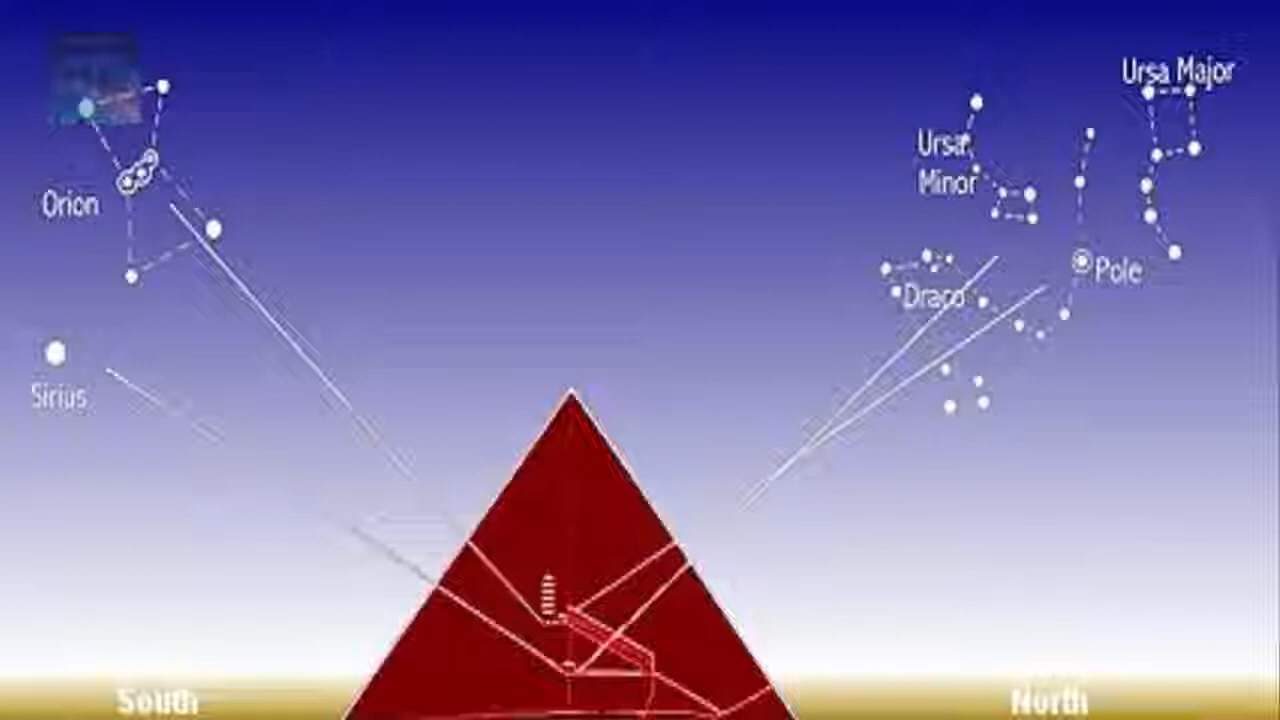 Ursa Major
Ursa
Minor
Orion
Pole
Draco
Sirius
South
North